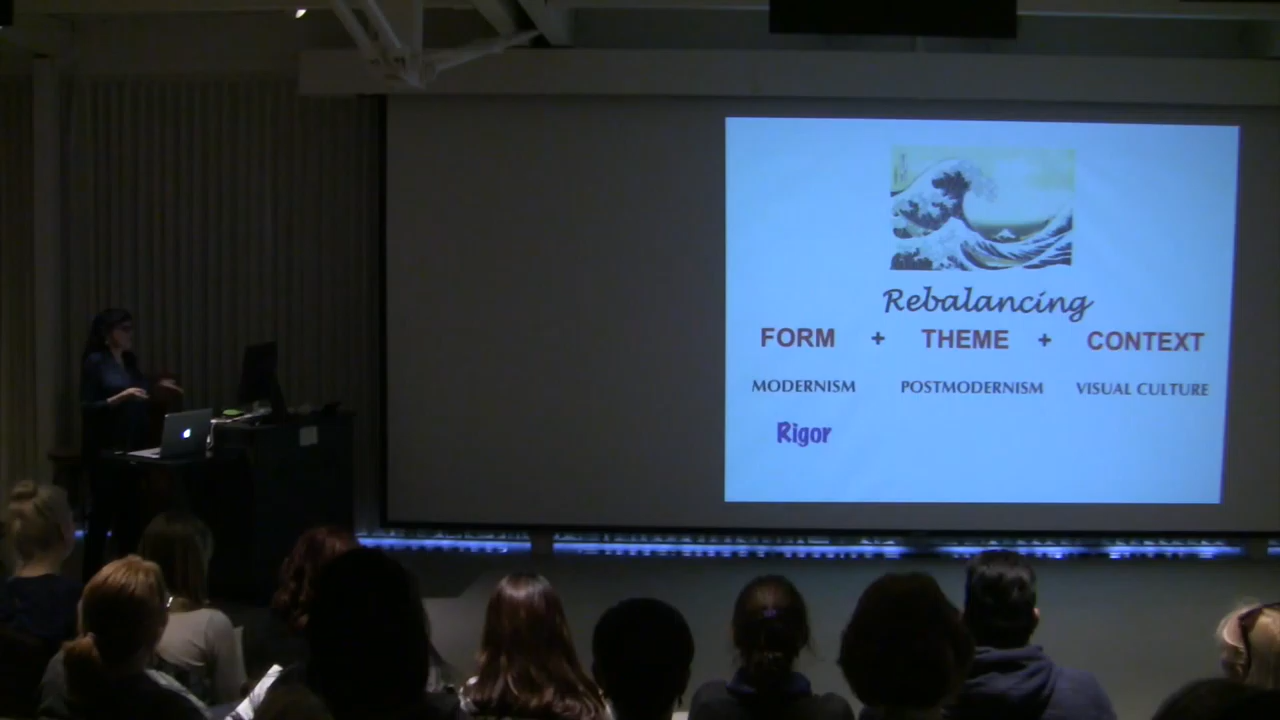 Rebalancing
FORM + THEME + CONTEXT
MODERNISM POSTMODERNISM VISUAL CULTURE
Rigor